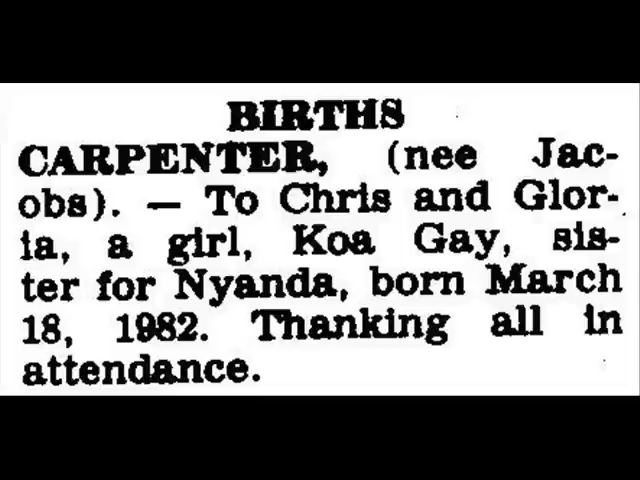 BIRTHS
CARPENTER, (nee Jac-
obs). — To Chris and Glor-
ia, a girl, Koa Gay, sis-
ter for Nyanda, born March
18, 1982. Thanking all in
attendance.